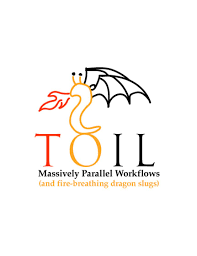 TOIL
Massively Parallel Workflows
(and fire-breathing dragon slugs)